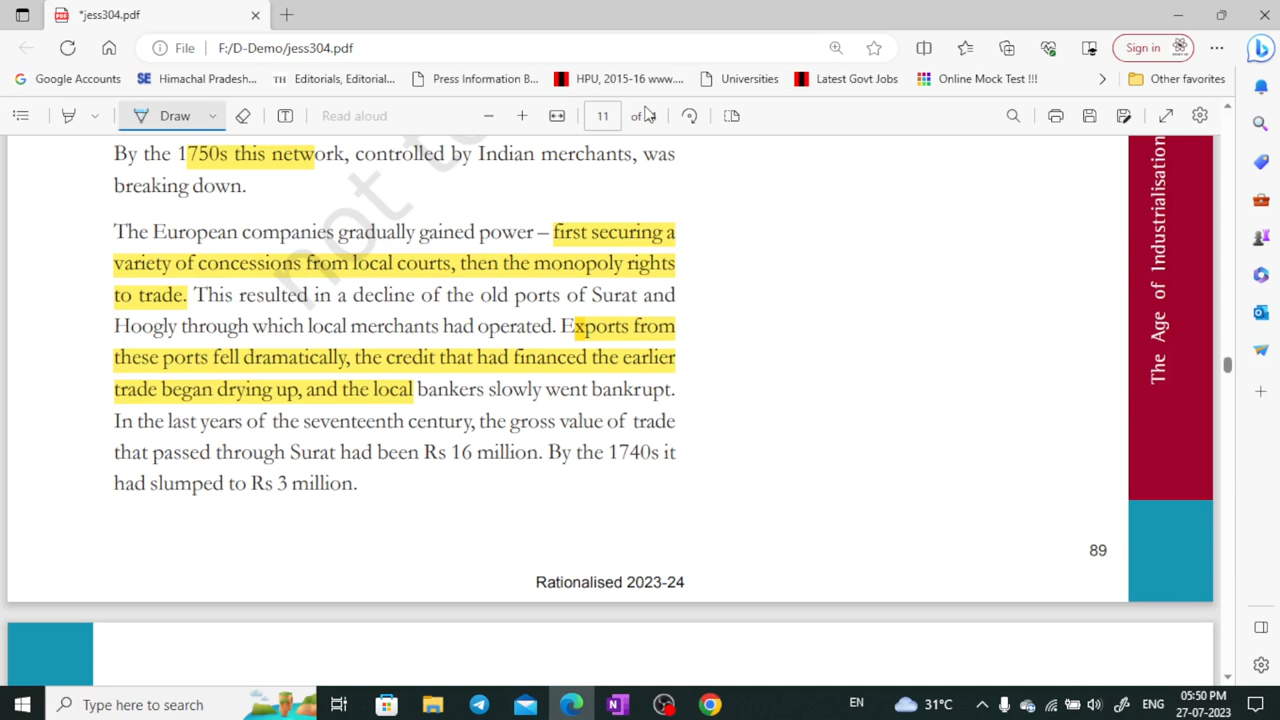 *jess304.pdf
File F:/D-Demo/jess304.pdf Sign in
Google Accounts SE Himachal Pradesh... TH Editorials, Editorial... Press Information B... HPU, 2015-16 www.... Universities Latest Govt Jobs Online Mock Test !!! Other favorites
Draw Read aloud 11 of
By the 1750s this network, controlled by Indian merchants, was
breaking down.
The European companies gradually gained power – first securing a
variety of concessions from local courts, then the monopoly rights
to trade. This resulted in a decline of the old ports of Surat and
Hoogly through which local merchants had operated. Exports from
these ports fell dramatically, the credit that had financed the earlier
trade began drying up, and the local bankers slowly went bankrupt.
In the last years of the seventeenth century, the gross value of trade
that passed through Surat had been Rs 16 million. By the 1740s it
had slumped to Rs 3 million.
not t
The Age of Industrialisation
89
Rationalised 2023-24
Type here to search EN 31°C ENG 05:50 PM
27-07-2023